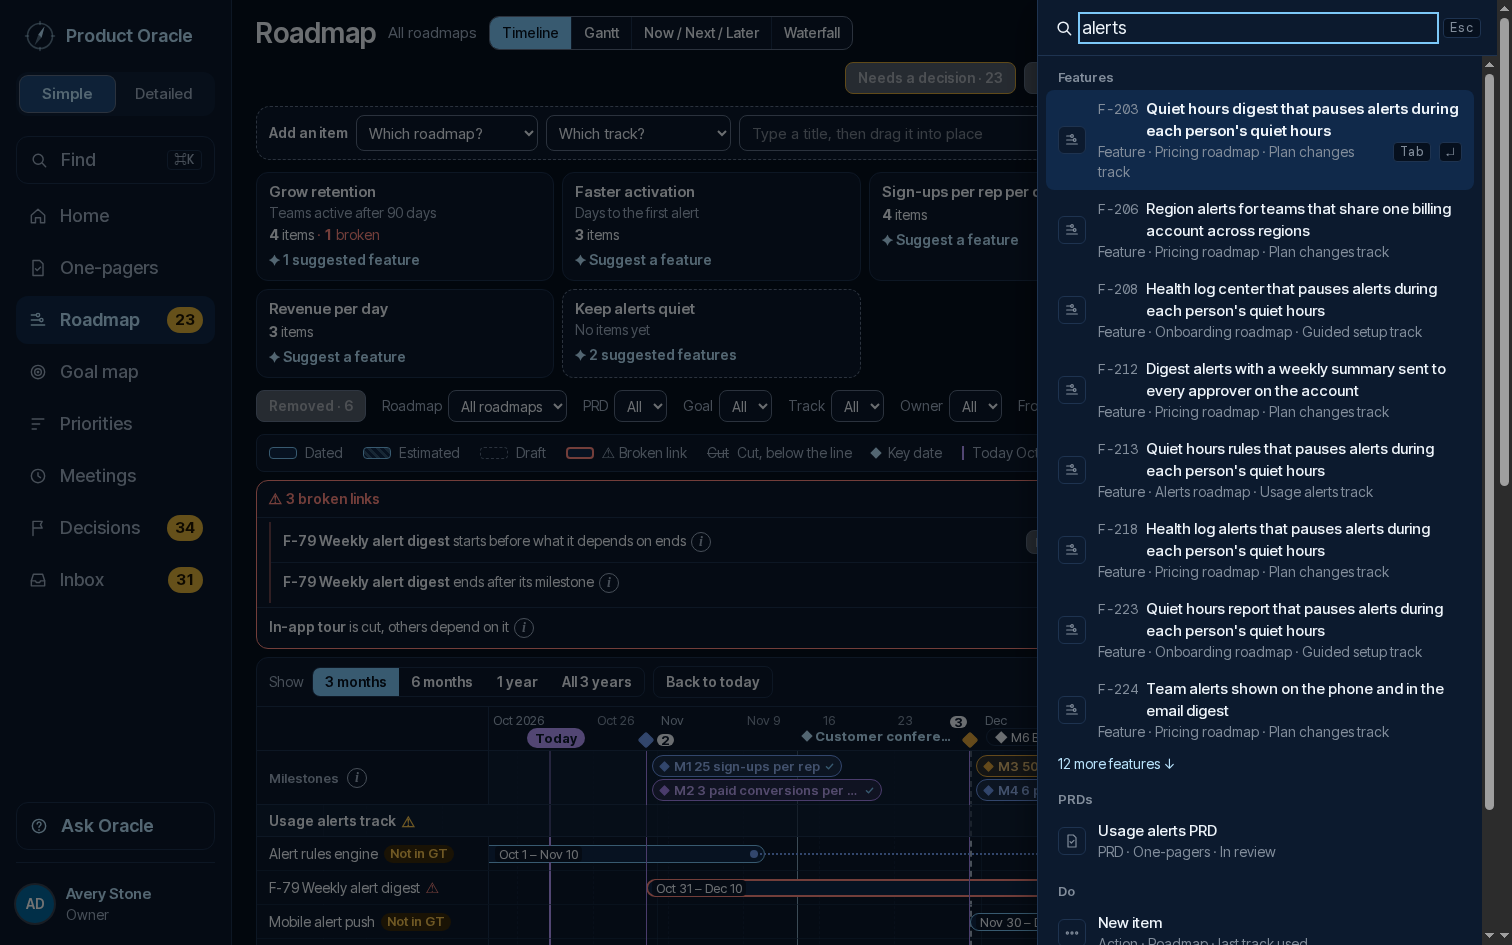 Product Oracle
Simple
Detailed
Find
⌘K
Home
One-pagers
Roadmap
23
Goal map
Priorities
Meetings
Decisions
34
Inbox
31
Ask Oracle
AD
Avery Stone
Owner
Roadmap
All roadmaps
Timeline
Gantt
Now / Next / Later
Waterfall
Needs a decision · 23
Add an item
Which roadmap?
Which track?
Type a title, then drag it into place
Grow retention
Teams active after 90 days
4 items · 1 broken
✦ 1 suggested feature
Faster activation
Days to the first alert
3 items
✦ Suggest a feature
Sign-ups per rep per
4 items
✦ Suggest a feature
Revenue per day
3 items
✦ Suggest a feature
Keep alerts quiet
No items yet
✦ 2 suggested features
Removed · 6
Roadmap
All roadmaps
PRD
All
Goal
All
Track
All
Owner
All
Dated
Estimated
Draft
⚠ Broken link
Cut Cut, below the line
◆ Key date
Today Oct
⚠ 3 broken links
F-79 Weekly alert digest starts before what it depends on ends i
F-79 Weekly alert digest ends after its milestone i
In-app tour is cut, others depend on it i
Show
3 months
6 months
1 year
All 3 years
Back to today
Oct 2026
Oct 26
Nov
Nov 9
16
23
3
Dec
Today
2
◆ Customer confere…
◆ M6
Milestones i
◆ M1 25 sign-ups per rep ✓
◆ M2 3 paid conversions per … ✓
◆ M3
◆ M4 6
Usage alerts track ⚠
Alert rules engine Not in GT
Oct 1 – Nov 10
F-79 Weekly alert digest ⚠
Oct 31 – Dec 10
Mobile alert push Not in GT
Nov 30 –
alerts
Esc
Features
F-203 Quiet hours digest that pauses alerts during
each person's quiet hours
Feature · Pricing roadmap · Plan changes
track
Tab ↵
F-206 Region alerts for teams that share one billing
account across regions
Feature · Pricing roadmap · Plan changes track
F-208 Health log center that pauses alerts during
each person's quiet hours
Feature · Onboarding roadmap · Guided setup track
F-212 Digest alerts with a weekly summary sent to
every approver on the account
Feature · Pricing roadmap · Plan changes track
F-213 Quiet hours rules that pauses alerts during
each person's quiet hours
Feature · Alerts roadmap · Usage alerts track
F-218 Health log alerts that pauses alerts during
each person's quiet hours
Feature · Pricing roadmap · Plan changes track
F-223 Quiet hours report that pauses alerts during
each person's quiet hours
Feature · Onboarding roadmap · Guided setup track
F-224 Team alerts shown on the phone and in the
email digest
Feature · Pricing roadmap · Plan changes track
12 more features ↓
PRDs
Usage alerts PRD
PRD · One-pagers · In review
Do
New item
Action · Roadmap · last track used